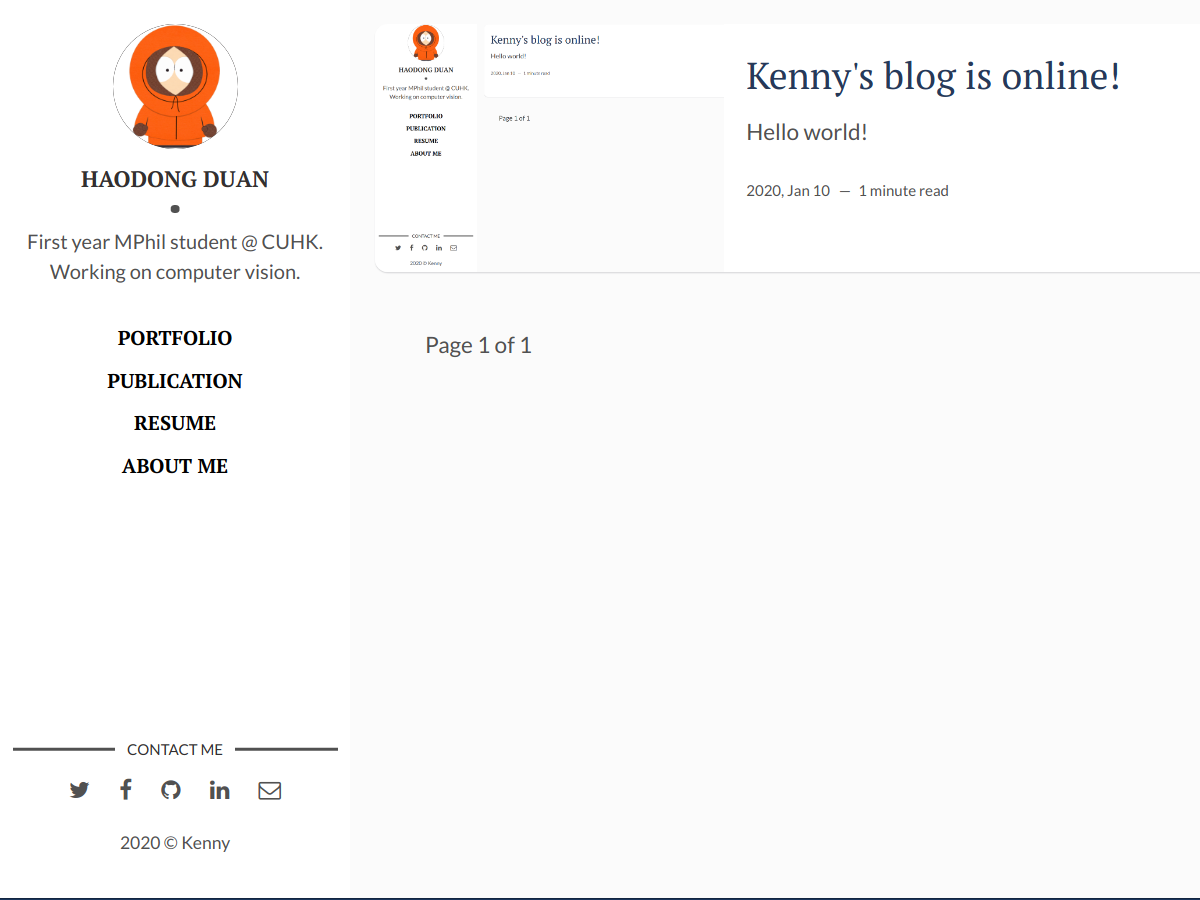 HAODONG DUAN
First year MPhil student @ CUHK.
Working on computer vision.
PORTFOLIO
PUBLICATION
RESUME
ABOUT ME
CONTACT ME
2020 © Kenny
Kenny's blog is online!
Hello world!
2020, Jan 10 — 1 minute read
HAODONG DUAN
First year MPhil student @ CUHK.
Working on computer vision.
PORTFOLIO
PUBLICATION
RESUME
ABOUT ME
CONTACT ME
2020 © Kenny
Kenny's blog is online!
Hello world!
2020, Jan 10 — 1 minute read
Page 1 of 1
Page 1 of 1